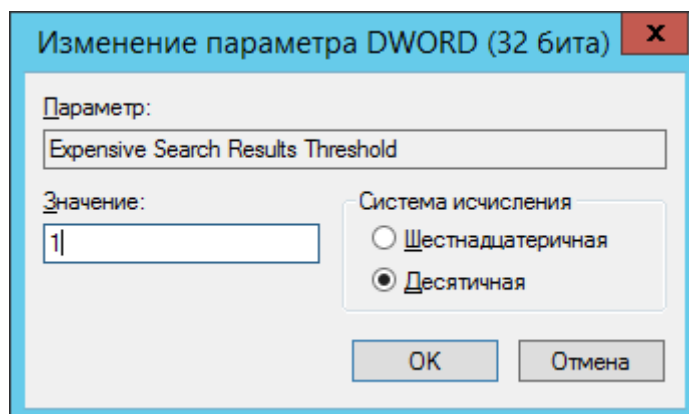 Изменение параметра DWORD (32 бита)
x
Параметр:
Expensive Search Results Threshold
Значение:
1
Система исчисления
Шестнадцатеричная
Десятичная
OK
Отмена